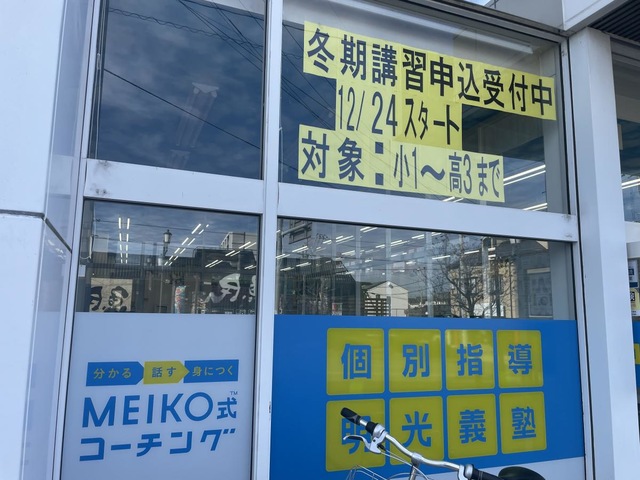 冬期講習申込受付中
12/24スタート
対象：小1～高3まで
分かる 話す 身につく
MEIKO式™
コーチング
個別指導
明光義塾